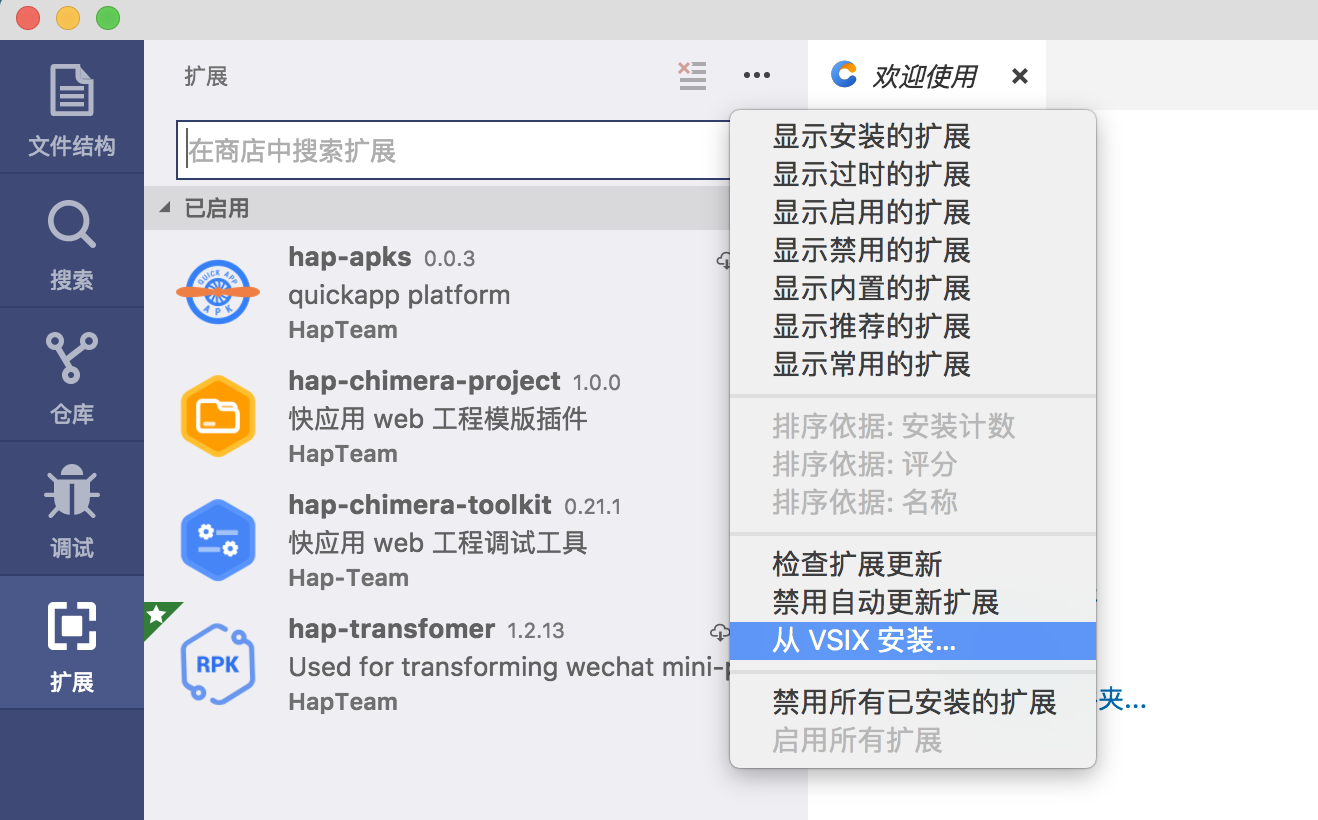 扩展
欢迎使用
文件结构
搜索
仓库
调试
扩展
在商店中搜索扩展
已启用
QUICK APP
APK
hap-apks 0.0.3
quickapp platform
HapTeam
hap-chimera-project 1.0.0
快应用 web 工程模版插件
HapTeam
hap-chimera-toolkit 0.21.1
快应用 web 工程调试工具
Hap-Team
RPK
hap-transfomer 1.2.13
Used for transforming wechat mini-p
HapTeam
显示安装的扩展
显示过时的扩展
显示启用的扩展
显示禁用的扩展
显示内置的扩展
显示推荐的扩展
显示常用的扩展
排序依据: 安装计数
排序依据: 评分
排序依据: 名称
检查扩展更新
禁用自动更新扩展
从 VSIX 安装...
禁用所有已安装的扩展
启用所有扩展
夹...